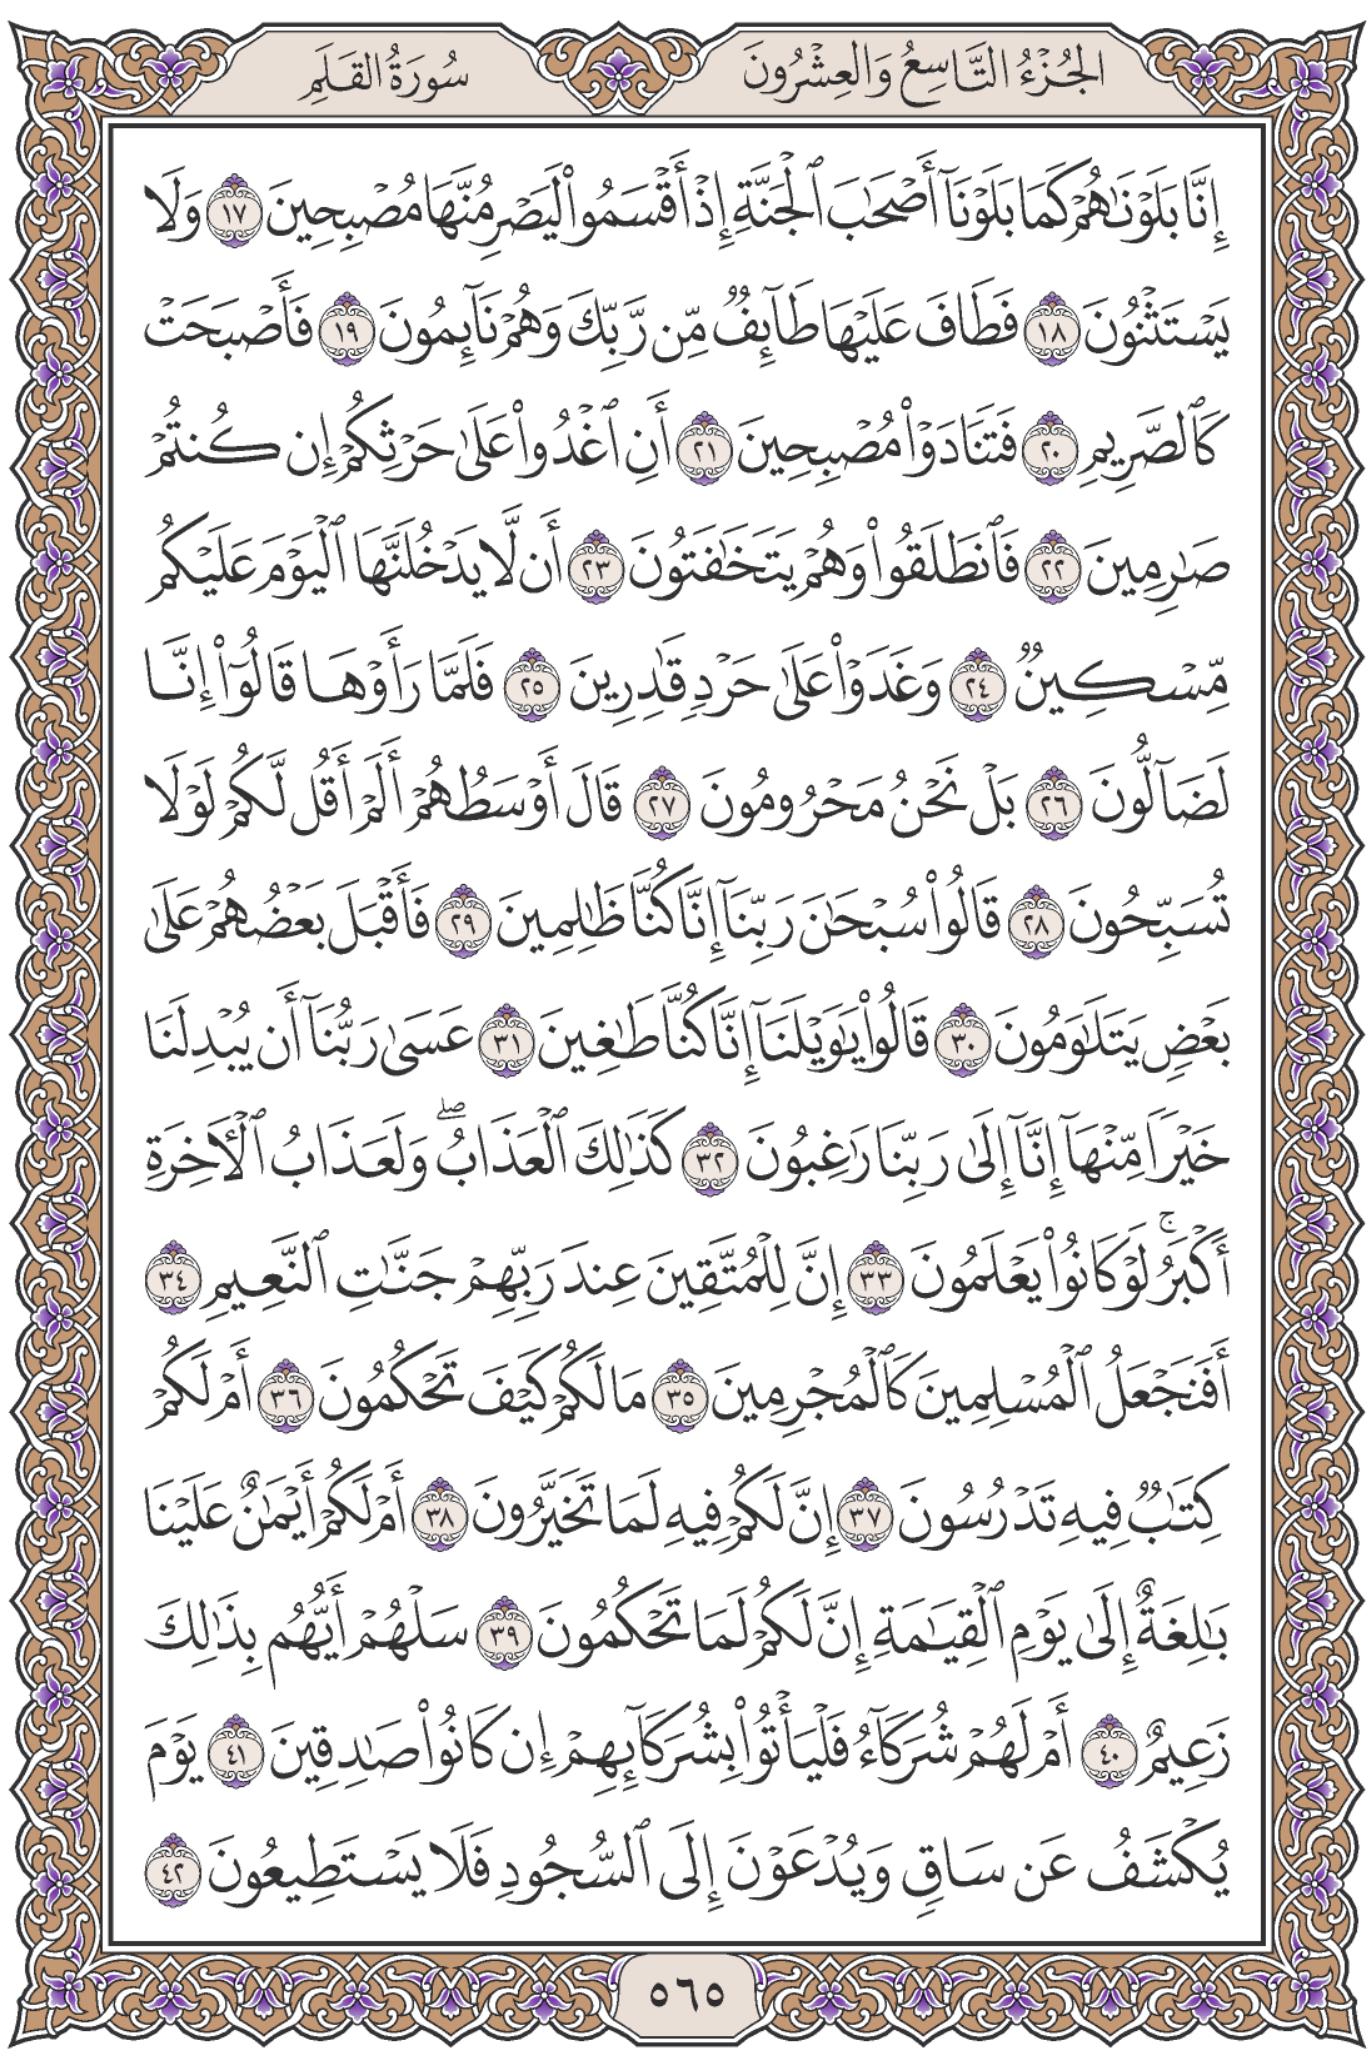 الجُزْءُ التَّاسِعُ وَالعِشْرُونَ
سُورَةُ القَلَمِ
إِنَّا بَلَوْنَٰهُمْ كَمَا بَلَوْنَآ أَصْحَٰبَ ٱلْجَنَّةِ إِذْ أَقْسَمُوا۟ لَيَصْرِمُنَّهَا مُصْبِحِينَ ١٧ وَلَا
يَسْتَثْنُونَ ١٨ فَطَافَ عَلَيْهَا طَآئِفٌ مِّن رَّبِّكَ وَهُمْ نَآئِمُونَ ١٩ فَأَصْبَحَتْ
كَٱلصَّرِيمِ ٢٠ فَتَنَادَوْا۟ مُصْبِحِينَ ٢١ أَنِ ٱغْدُوا۟ عَلَىٰ حَرْثِكُمْ إِن كُنتُمْ
صَٰرِمِينَ ٢٢ فَٱنطَلَقُوا۟ وَهُمْ يَتَخَٰفَتُونَ ٢٣ أَن لَّا يَدْخُلَنَّهَا ٱلْيَوْمَ عَلَيْكُم
مِّسْكِينٌ ٢٤ وَغَدَوْا۟ عَلَىٰ حَرْدٍ قَٰدِرِينَ ٢٥ فَلَمَّا رَأَوْهَا قَالُوٓا۟ إِنَّا
لَضَآلُّونَ ٢٦ بَلْ نَحْنُ مَحْرُومُونَ ٢٧ قَالَ أَوْسَطُهُمْ أَلَمْ أَقُل لَّكُمْ لَوْلَا
تُسَبِّحُونَ ٢٨ قَالُوا۟ سُبْحَٰنَ رَبِّنَآ إِنَّا كُنَّا ظَٰلِمِينَ ٢٩ فَأَقْبَلَ بَعْضُهُمْ عَلَىٰ
بَعْضٍ يَتَلَٰوَمُونَ ٣٠ قَالُوا۟ يَٰوَيْلَنَآ إِنَّا كُنَّا طَٰغِينَ ٣١ عَسَىٰ رَبُّنَآ أَن يُبْدِلَنَا
خَيْرًا مِّنْهَآ إِنَّآ إِلَىٰ رَبِّنَا رَٰغِبُونَ ٣٢ كَذَٰلِكَ ٱلْعَذَابُ ۖ وَلَعَذَابُ ٱلْءَاخِرَةِ
أَكْبَرُ ۚ لَوْ كَانُوا۟ يَعْلَمُونَ ٣٣ إِنَّ لِلْمُتَّقِينَ عِندَ رَبِّهِمْ جَنَّٰتِ ٱلنَّعِيمِ ٣٤
أَفَنَجْعَلُ ٱلْمُسْلِمِينَ كَٱلْمُجْرِمِينَ ٣٥ مَا لَكُمْ كَيْفَ تَحْكُمُونَ ٣٦ أَمْ لَكُمْ
كِتَٰبٌ فِيهِ تَدْرُسُونَ ٣٧ إِنَّ لَكُمْ فِيهِ لَمَا تَخَيَّرُونَ ٣٨ أَمْ لَكُمْ أَيْمَٰنٌ عَلَيْنَا
بَٰلِغَةٌ إِلَىٰ يَوْمِ ٱلْقِيَٰمَةِ إِنَّ لَكُمْ لَمَا تَحْكُمُونَ ٣٩ سَلْهُمْ أَيُّهُم بِذَٰلِكَ
زَعِيمٌ ٤٠ أَمْ لَهُمْ شُرَكَآءُ فَلْيَأْتُوا۟ بِشُرَكَآئِهِمْ إِن كَانُوا۟ صَٰدِقِينَ ٤١ يَوْمَ
يُكْشَفُ عَن سَاقٍ وَيُدْعَوْنَ إِلَى ٱلسُّجُودِ فَلَا يَسْتَطِيعُونَ ٤٢
٥٦٥